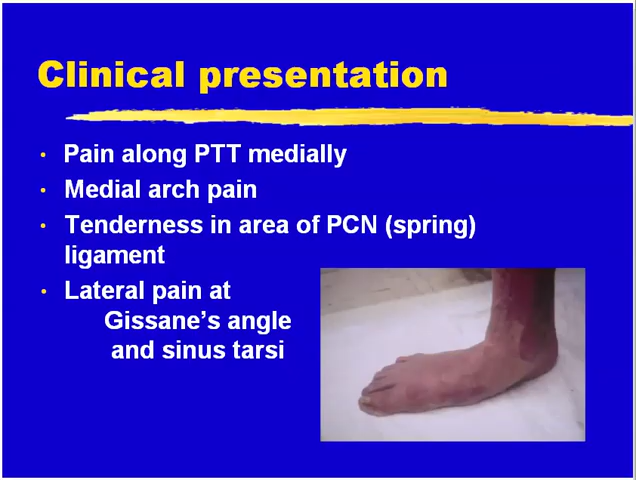 Clinical presentation
• Pain along PTT medially
• Medial arch pain
• Tenderness in area of PCN (spring)
ligament
• Lateral pain at
Gissane's angle
and sinus tarsi